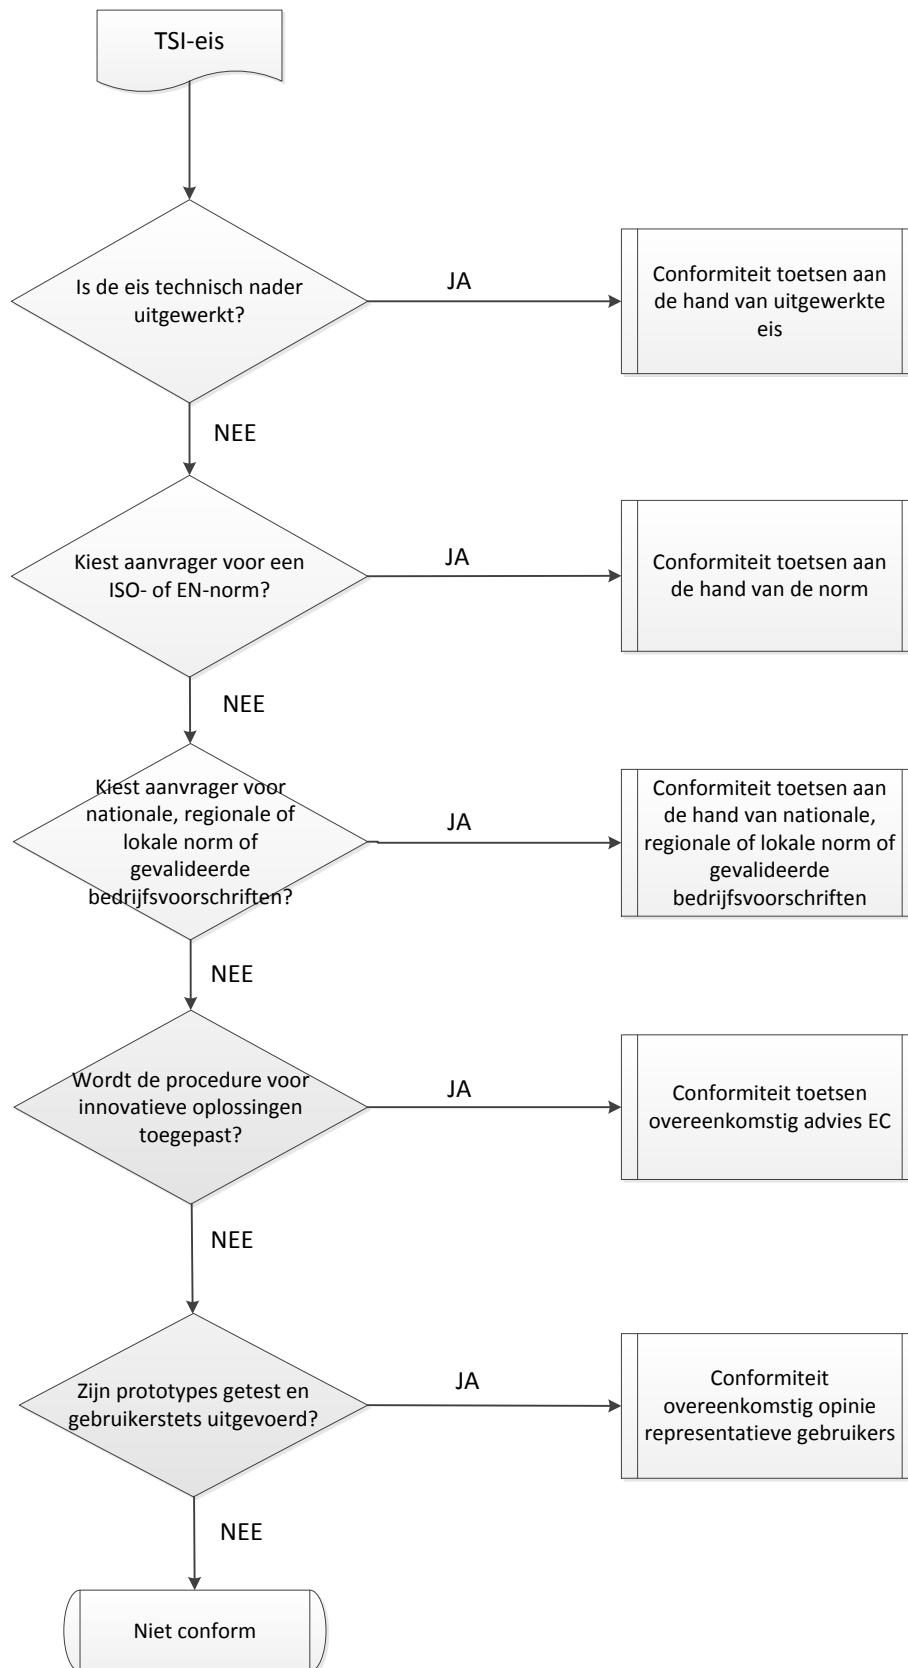 TSI-eis
Is de eis technisch nader
uitgewerkt?
JA
Conformiteit toetsen aan
de hand van uitgewerkte
eis
NEE
Kiest aanvrager voor een
ISO- of EN-norm?
JA
Conformiteit toetsen aan
de hand van de norm
NEE
Kiest aanvrager voor
nationale, regionale of
lokale norm of
gevalideerde
bedrijfsvoorschriften?
JA
Conformiteit toetsen aan
de hand van nationale,
regionale of lokale norm of
gevalideerde
bedrijfsvoorschriften
NEE
Wordt de procedure voor
innovatieve oplossingen
toegepast?
JA
Conformiteit toetsen
overeenkomstig advies EC
NEE
Zijn prototypes getest en
gebruikerstets uitgevoerd?
JA
Conformiteit
overeenkomstig opinie
representatieve gebruikers
NEE
Niet conform